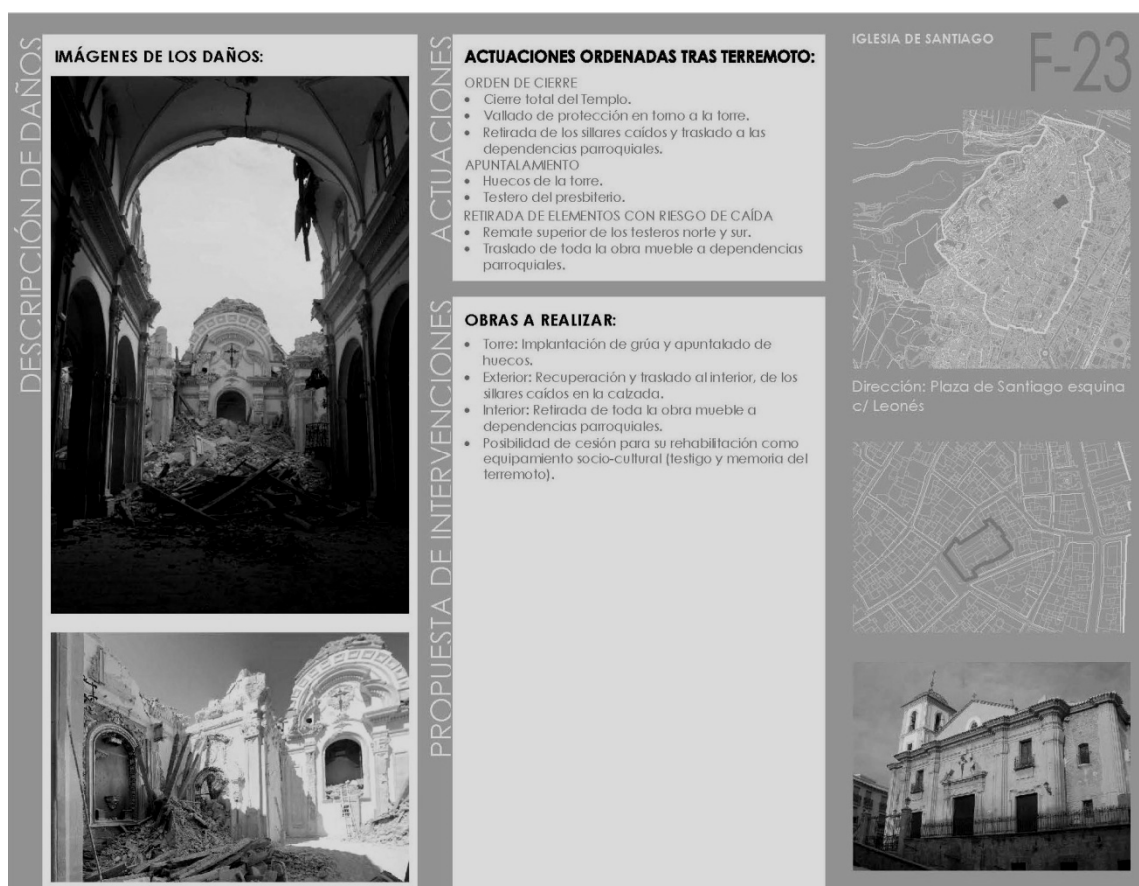 DESCRIPCIÓN DE DAÑOS
IMÁGENES DE LOS DAÑOS:
ACTUACIONES
ACTUACIONES ORDENADAS TRAS TERREMOTO:
ORDEN DE CIERRE
• Cierre total del Templo.
• Vallado de protección en torno a la torre.
• Retirada de los sillares caídos y traslado a las
dependencias parroquiales.
APUNTALAMIENTO
• Huecos de la torre.
• Testero del presbiterio.
RETIRADA DE ELEMENTOS CON RIESGO DE CAÍDA
• Remate superior de los testeros norte y sur.
• Traslado de toda la obra mueble a dependencias
parroquiales.
PROPUESTA DE INTERVENCIONES
OBRAS A REALIZAR:
• Torre: Implantación de grúa y apuntalado de
huecos.
• Exterior: Recuperación y traslado al interior, de los
sillares caídos en la calzada.
• Interior: Retirada de toda la obra mueble a
dependencias parroquiales.
• Posibilidad de cesión para su rehabilitación como
equipamiento socio-cultural (testigo y memoria del
terremoto).
IGLESIA DE SANTIAGO
F-23
Dirección: Plaza de Santiago esquina
c/ Leonés